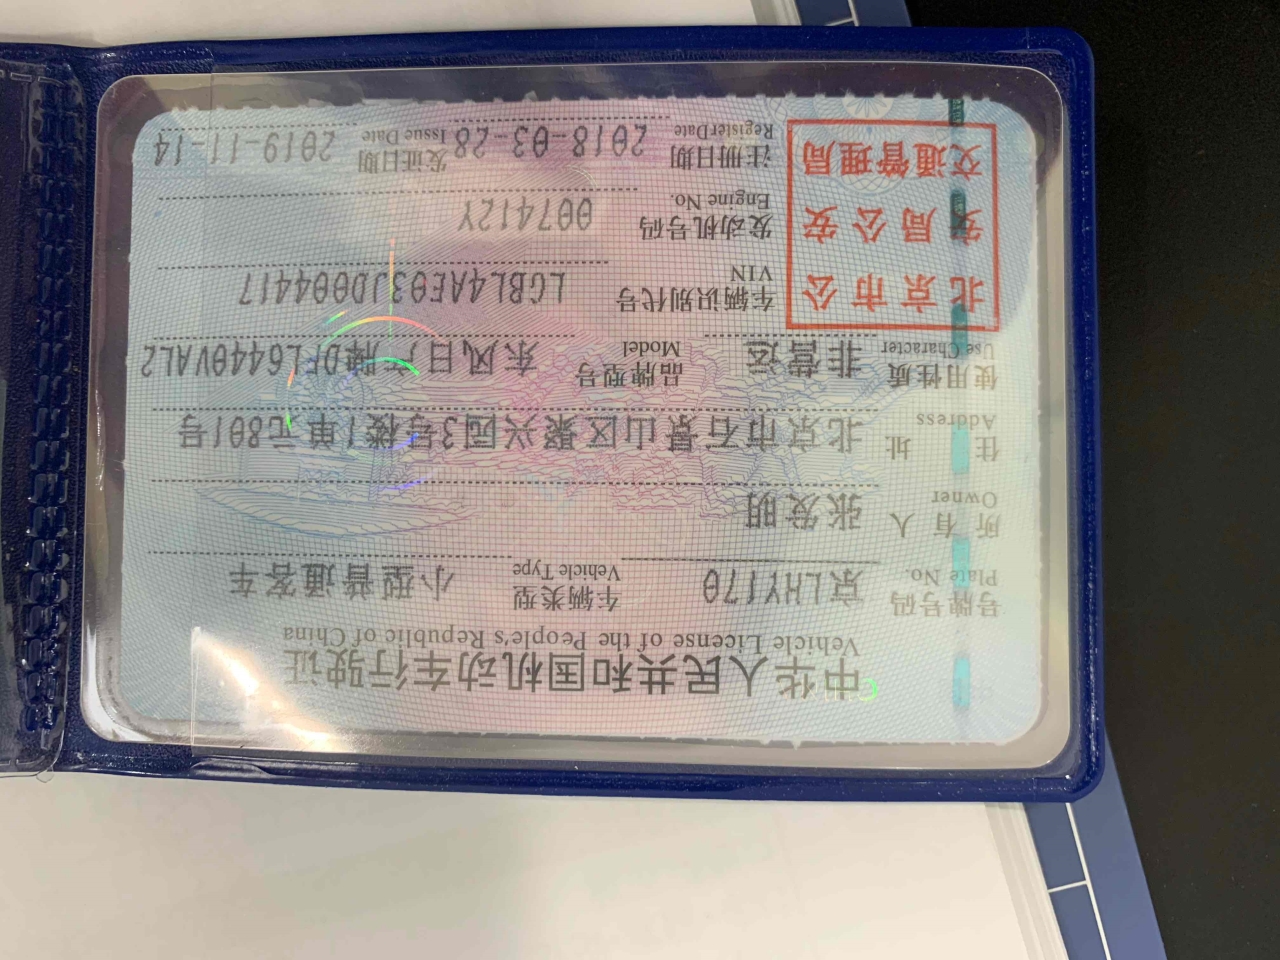 中华人民共和国机动车行驶证
Vehicle License of the People's Republic of China
号牌号码 京LHY170 车辆类型 小型普通客车
Plate No. Vehicle Type
所有人 张发明
Owner
住址 北京市石景山区聚兴园3号楼1单元801号
Address
使用性质 非营运 品牌型号 东风日产牌DFL6440VAL2
Use Character Model
北京市公
安局公安
交通管理局
车辆识别代号 LGBL4AE03JD004417
VIN
发动机号码 007412Y
Engine No.
注册日期 2018-03-28 发证日期 2019-11-14
Register Date Issue Date